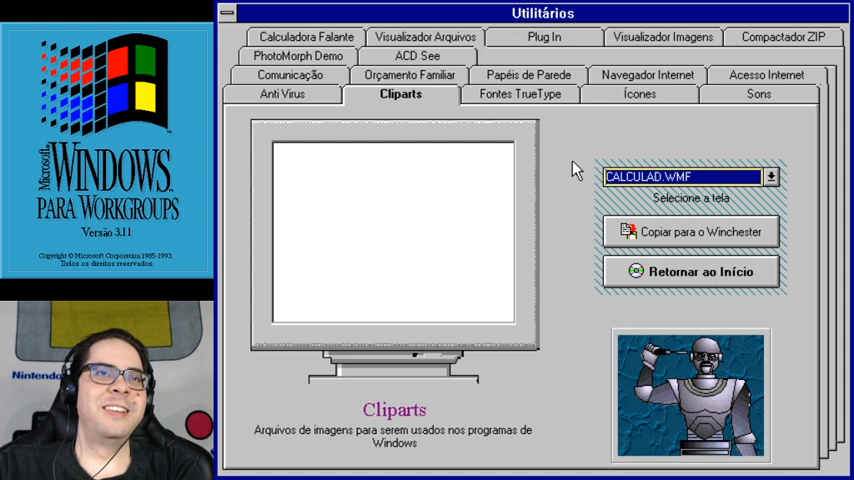 Microsoft
WINDOWS
PARA WORKGROUPS
Versão 3.11
Copyright © Microsoft Corporation 1985-1993.
Todos os direitos reservados.
Nintendo
Utilitários
Calculadora Falante
Visualizador Arquivos
Plug In
Visualizador Imagens
Compactador ZIP
PhotoMorph Demo
ACD See
Comunicação
Orçamento Familiar
Papéis de Parede
Navegador Internet
Acesso Internet
Anti Virus
Cliparts
Fontes TrueType
Ícones
Sons
CALCULAD.WMF
Selecione a tela
Copiar para o Winchester
Retornar ao Início
Cliparts
Arquivos de imagens para serem usados nos programas de
Windows